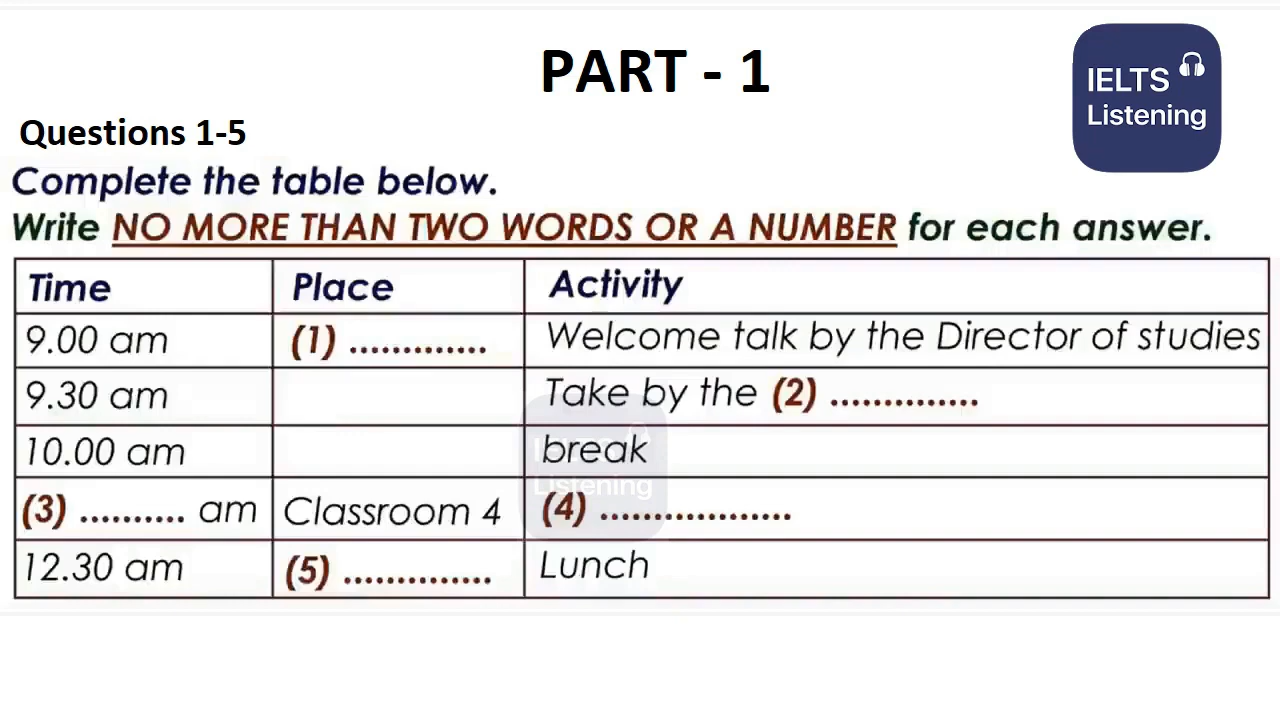 PART - 1
IELTS
Listening
Questions 1-5
Complete the table below.
Write NO MORE THAN TWO WORDS OR A NUMBER for each answer.
Time Place Activity
9.00 am (1) ............. Welcome talk by the Director of studies
9.30 am Take by the (2) ..............
10.00 am break
(3) .......... am Classroom 4 (4) ..................
12.30 am (5) .............. Lunch
IELTS
Listening